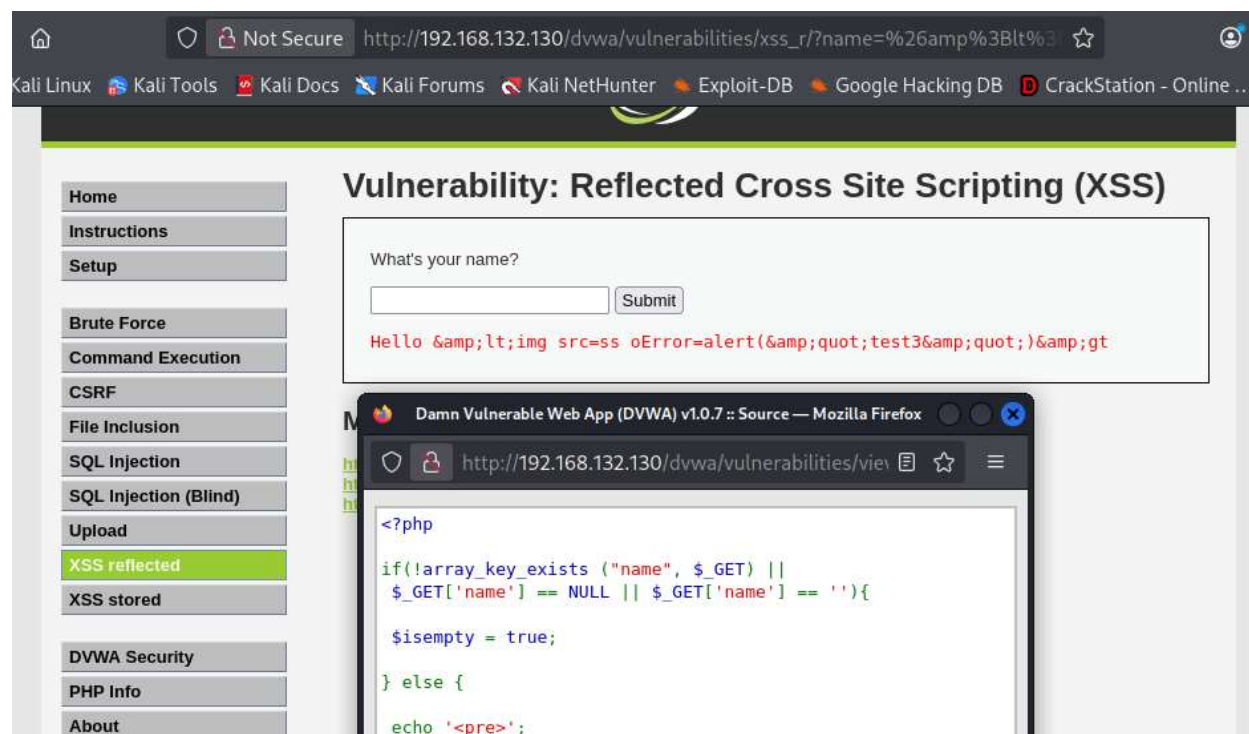 Not Secure http://192.168.132.130/dvwa/vulnerabilities/xss_r/?name=%26amp%3Blt%3
Kali Linux Kali Tools Kali Docs Kali Forums Kali NetHunter Exploit-DB Google Hacking DB CrackStation - Online ..
Vulnerability: Reflected Cross Site Scripting (XSS)
Home
Instructions
Setup
Brute Force
Command Execution
CSRF
File Inclusion
SQL Injection
SQL Injection (Blind)
Upload
XSS reflected
XSS stored
DVWA Security
PHP Info
About
What's your name?
Submit
Hello &amp;lt;img src=ss oError=alert(&amp;quot;test3&amp;quot;)&amp;gt
M
ht
ht
ht
Damn Vulnerable Web App (DVWA) v1.0.7 :: Source — Mozilla Firefox
http://192.168.132.130/dvwa/vulnerabilities/vie
<?php
if(!array_key_exists ("name", $_GET) ||
$_GET['name'] == NULL || $_GET['name'] == ''){
$isempty = true;
} else {
echo '<pre>';